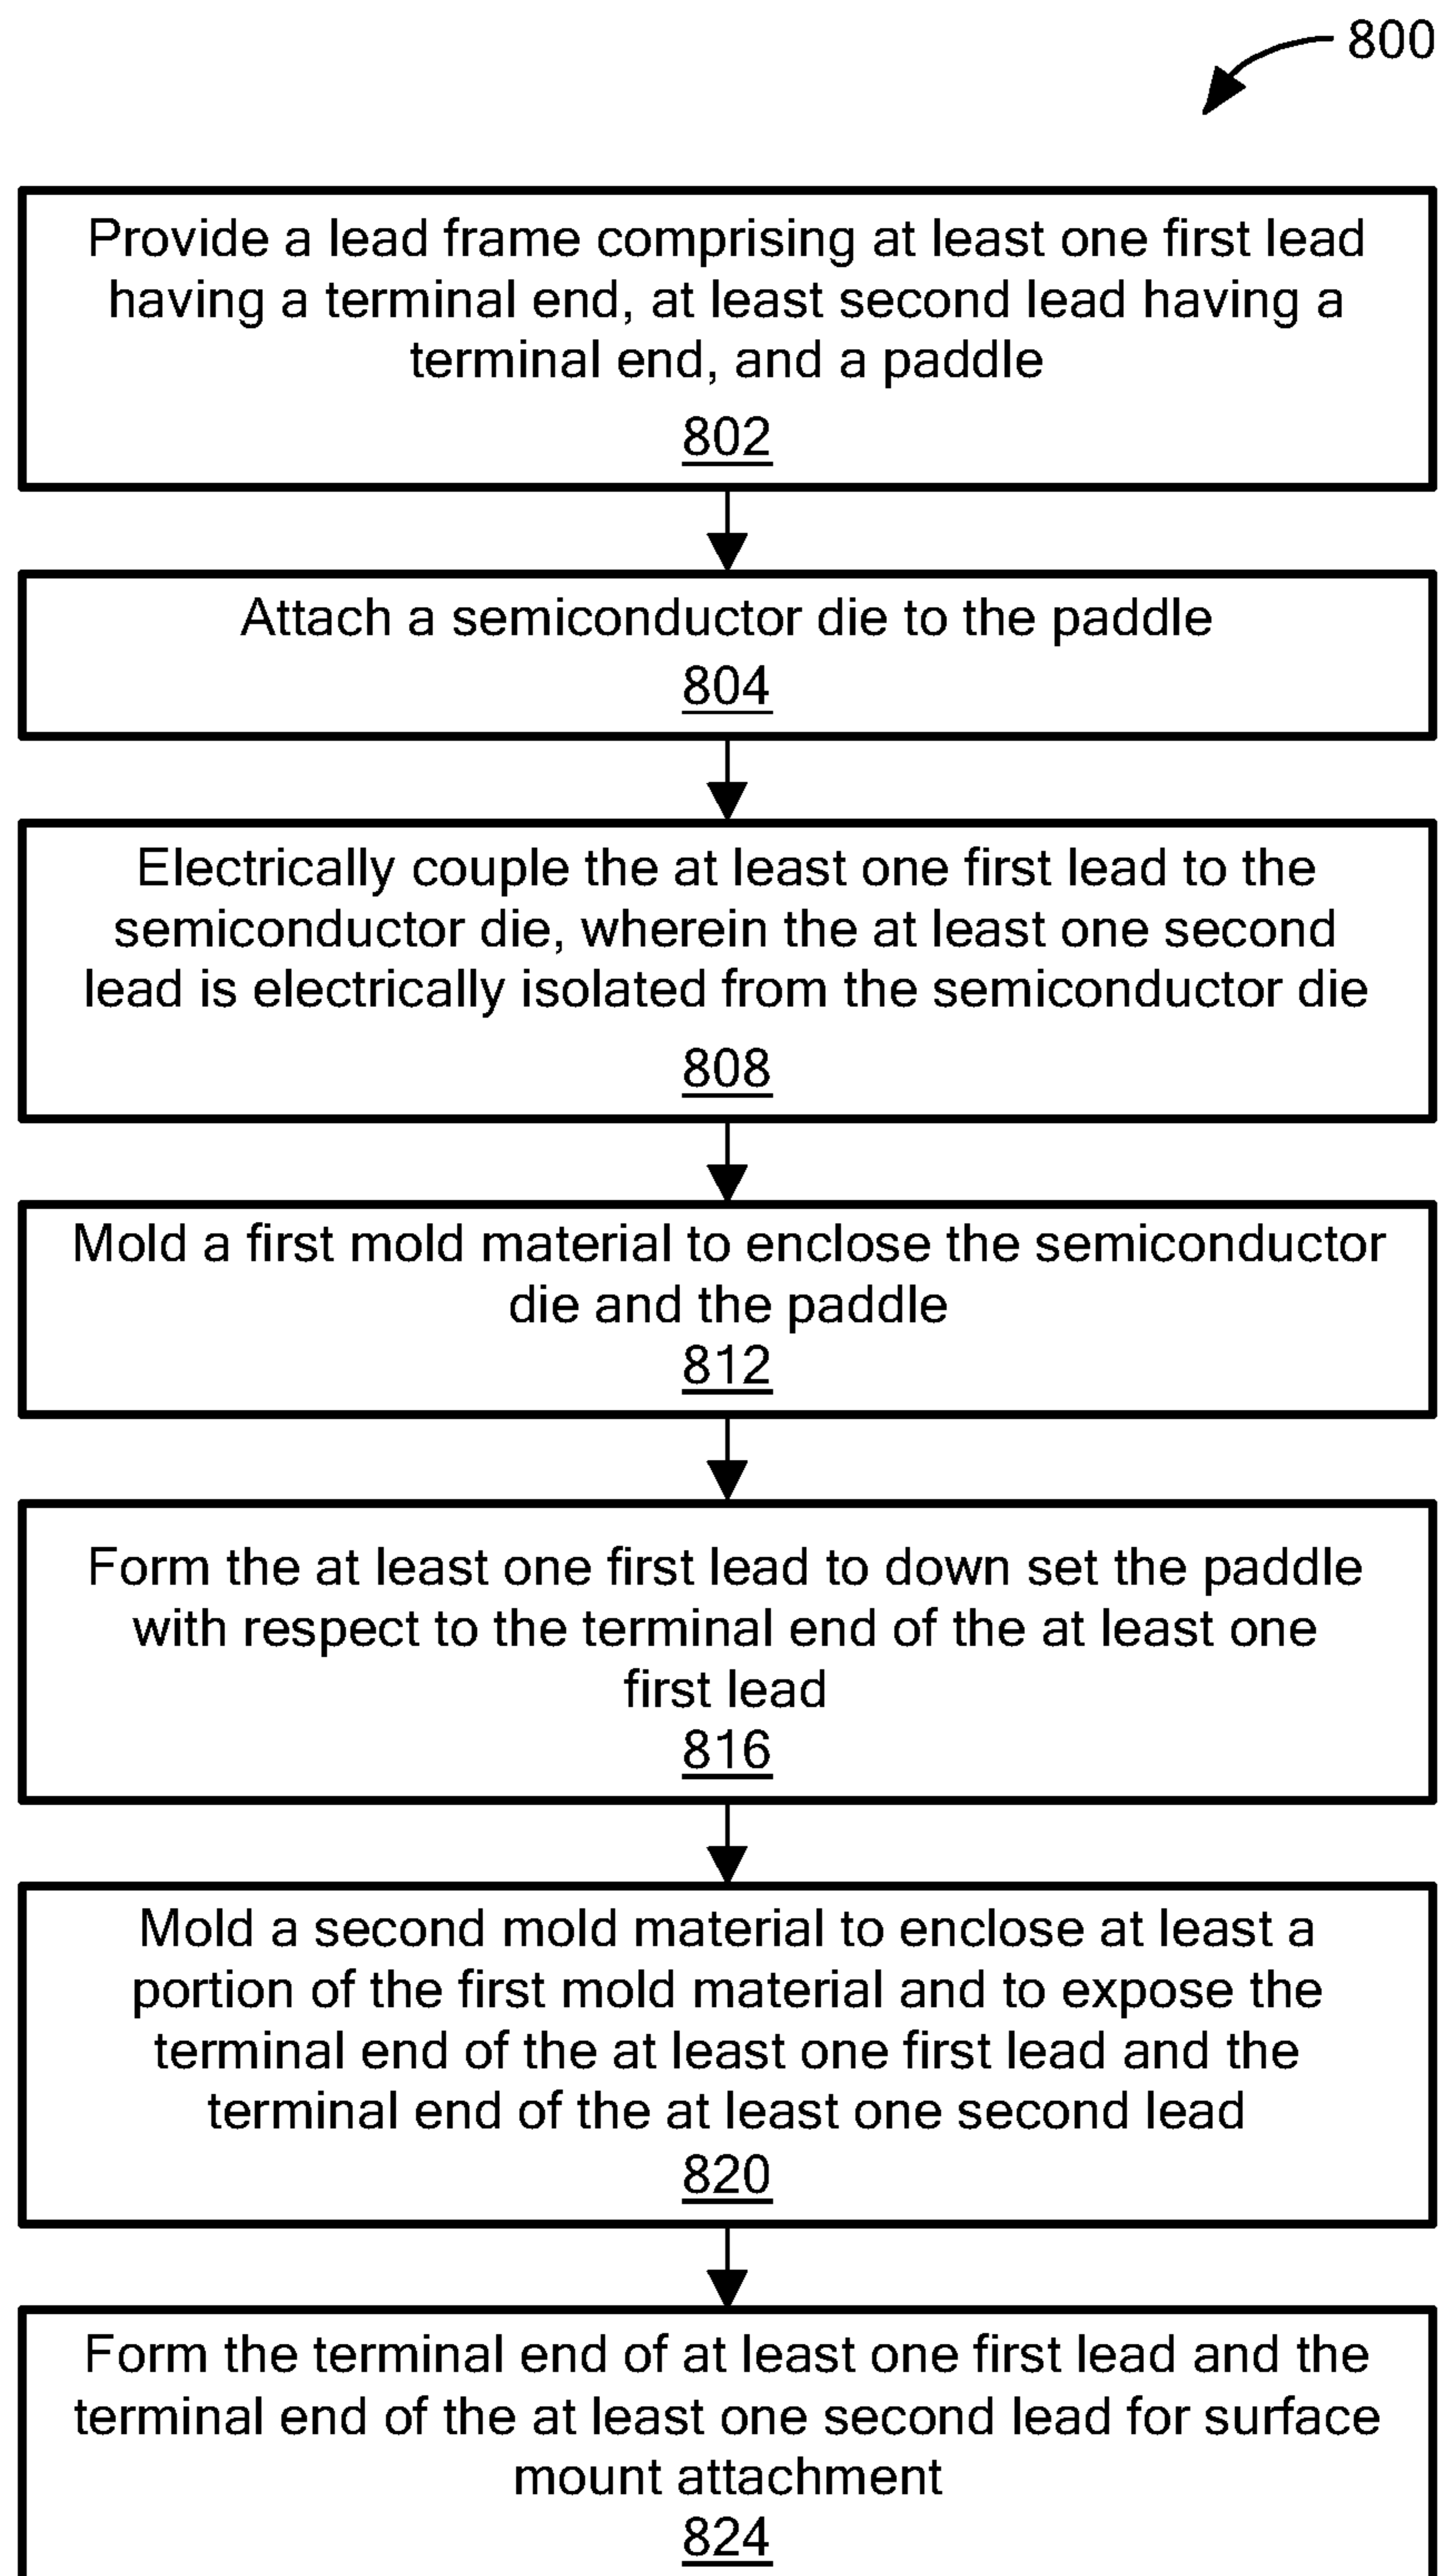 800
Provide a lead frame comprising at least one first lead
having a terminal end, at least second lead having a
terminal end, and a paddle
802
Attach a semiconductor die to the paddle
804
Electrically couple the at least one first lead to the
semiconductor die, wherein the at least one second
lead is electrically isolated from the semiconductor die
808
Mold a first mold material to enclose the semiconductor
die and the paddle
812
Form the at least one first lead to down set the paddle
with respect to the terminal end of the at least one
first lead
816
Mold a second mold material to enclose at least a
portion of the first mold material and to expose the
terminal end of the at least one first lead and the
terminal end of the at least one second lead
820
Form the terminal end of at least one first lead and the
terminal end of the at least one second lead for surface
mount attachment
824